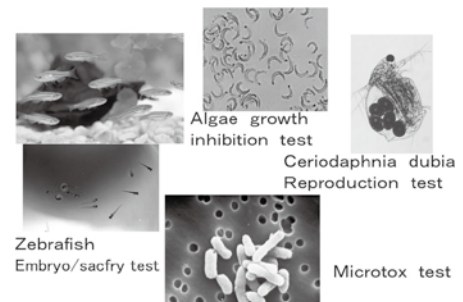 Algae growth
inhibition test
Ceriodaphnia dubia
Reproduction test
Zebrafish
Embryo/sacfry test
Microtox test